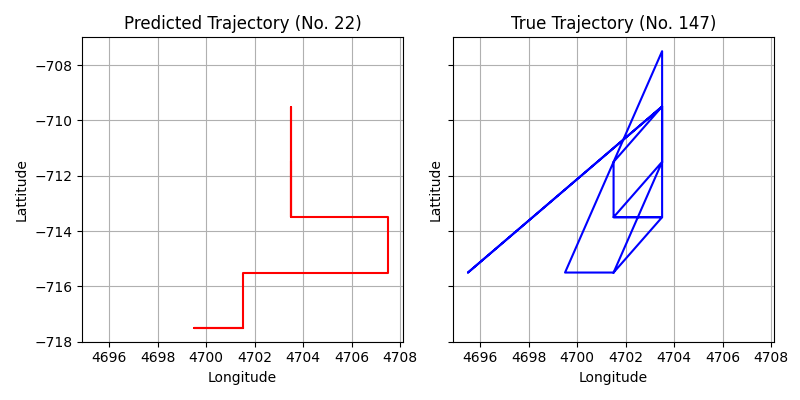 Predicted Trajectory (No. 22)
True Trajectory (No. 147)
Lattitude
−708
−710
−712
−714
−716
−718
4696 4698 4700 4702 4704 4706 4708
Longitude
Lattitude
4696 4698 4700 4702 4704 4706 4708
Longitude